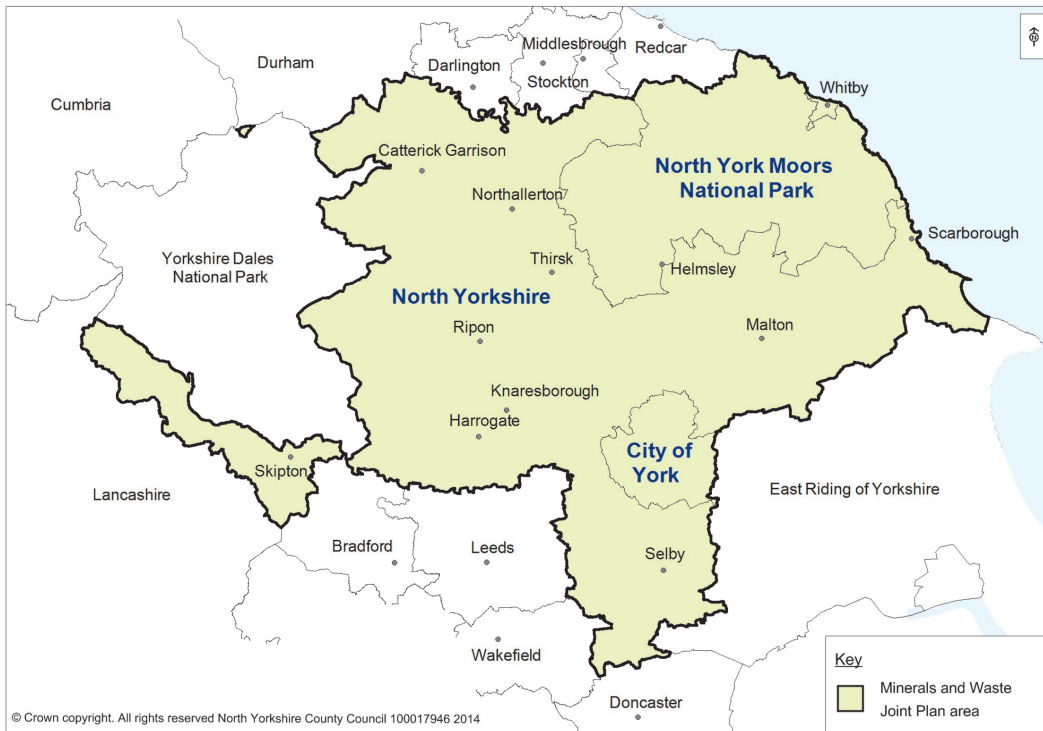 Middlesbrough
Redcar
Durham
Darlington
Stockton
Cumbria
Whitby
Catterick Garrison
North York Moors
National Park
Northallerton
Scarborough
Yorkshire Dales
National Park
Thirsk
Helmsley
North Yorkshire
Ripon
Malton
Knaresborough
Harrogate
City of
York
Skipton
Lancashire
East Riding of Yorkshire
Bradford
Leeds
Selby
Wakefield
Doncaster
Key
Minerals and Waste
Joint Plan area
© Crown copyright. All rights reserved North Yorkshire County Council 100017946 2014
N